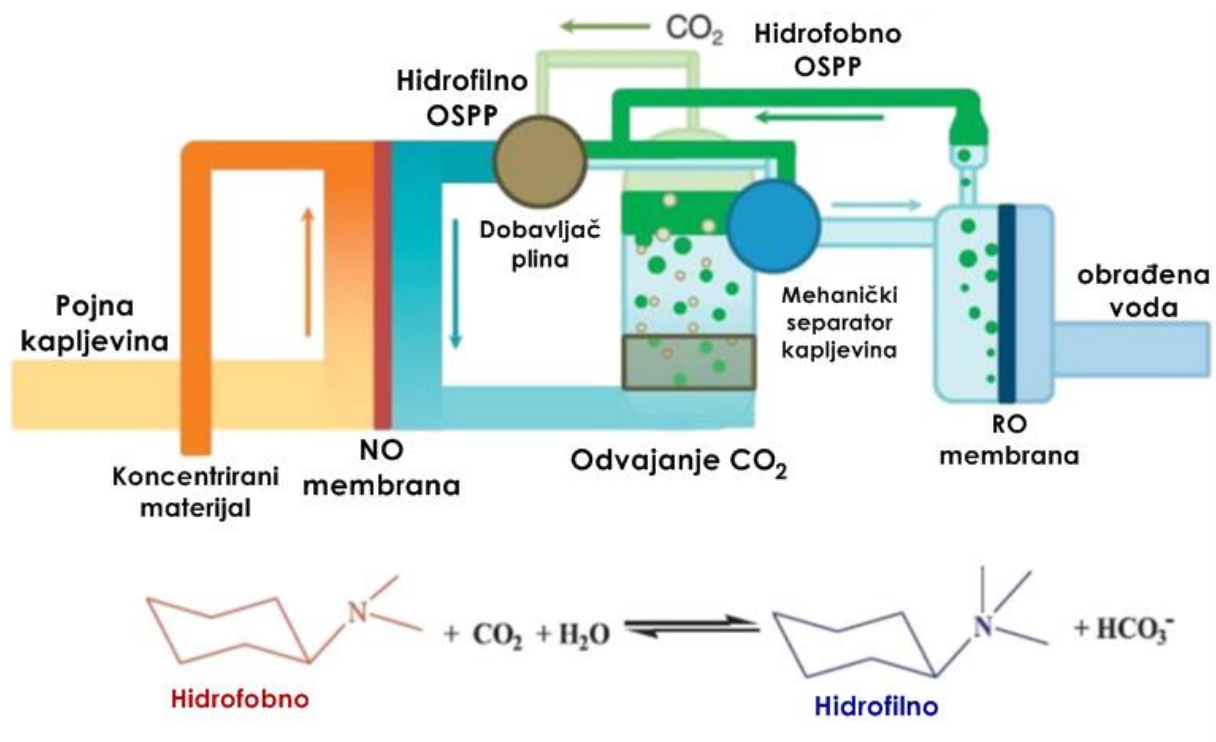 CO₂
Hidrofobno
OSPP
Hidrofilno
OSPP
Dobavljač
plina
Mehanički
separator
kapljevina
obrađena
voda
Pojna
kapljevina
Koncentrirani
materijal
NO
membrana
Odvajanje CO₂
RO
membrana
N + CO₂ + H₂O N + HCO₃⁻
Hidrofobno
Hidrofilno